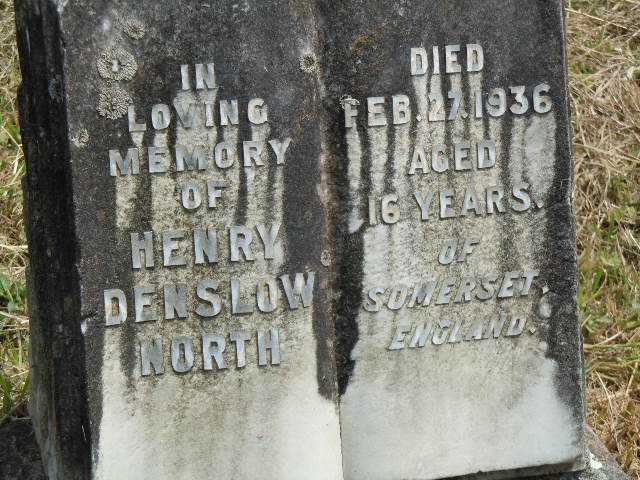 IN
LOVING
MEMORY
OF
HENRY
DENSLOW
NORTH
DIED
FEB. 27. 1936
AGED
16 YEARS.
OF
SOMERSET.
ENGLAND.